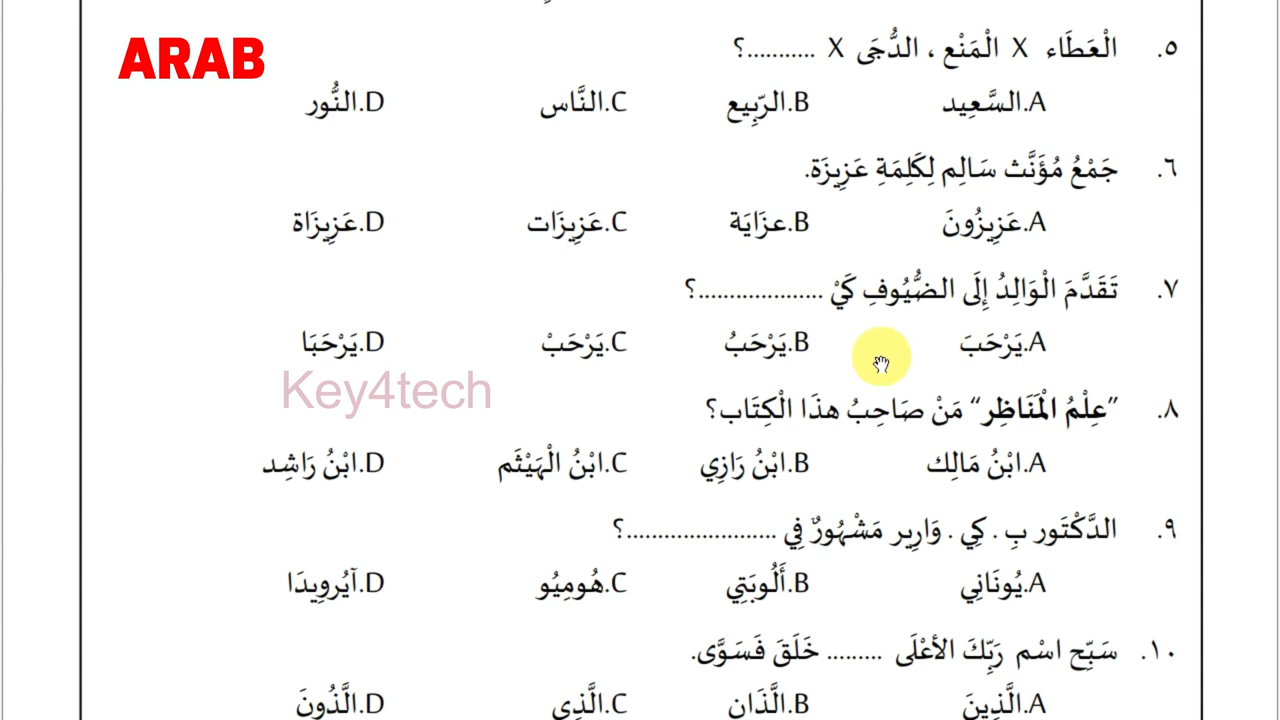 ARAB
٥. الْعَطَاء X الْمَنْع ، الدُّجَى X ...........؟
A.السَّعِيد B.الرّبِيع C.النَّاس D.النُّور
٦. جَمْعُ مُؤَنَّث سَالِم لِكَلِمَةِ عَزِيزَة.
A.عَزِيزُونَ B.عزَايَة C.عَزِيزَات D.عَزِيزَاة
٧. تَقَدَّمَ الْوَالِدُ إِلَى الضُّيُوفِ كَيْ ....................؟
A.يَرْحَبَ B.يَرْحَبُ C.يَرْحَبْ D.يَرْحَبَا
Key4tech
٨. "عِلْمُ الْمَنَاظِر" مَنْ صَاحِبُ هذَا الْكِتَاب؟
A.ابْنُ مَالِك B.ابْنُ رَازِي C.ابْنُ الْهَيْثَم D.ابْنُ رَاشِد
٩. الدَّكْتَور بِ . كِي . وَارِير مَشْهُورٌ فِي ........................؟
A.يُونَانِي B.أَلُوبَتِي C.هُومِيُو D.آيُروِيدَا
١٠. سَبِّح اسْم رَبِّكَ الأعْلَى ......... خَلَقَ فَسَوَّى.
A.الَّذِينَ B.الَّذَان C.الَّذِي D.الَّذُونَ